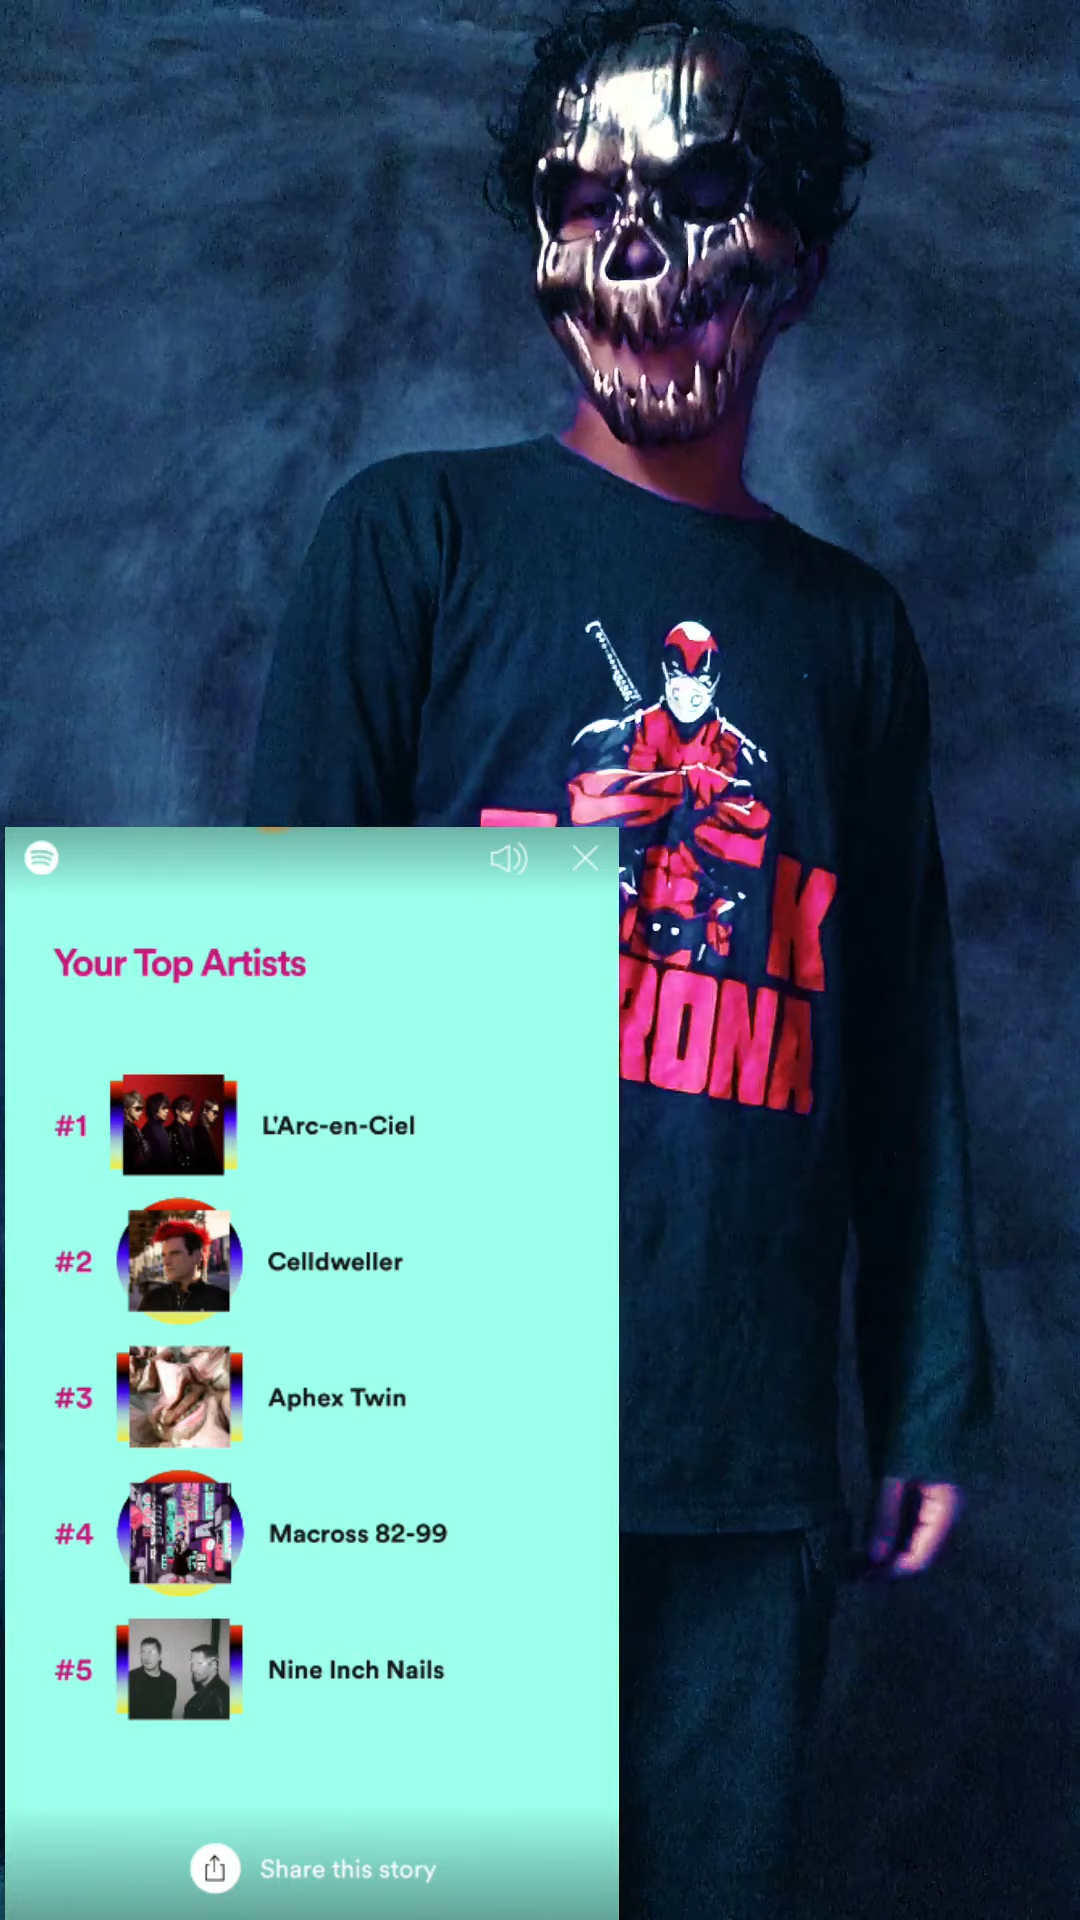 K
RONA
Your Top Artists
#1 L'Arc-en-Ciel
#2 Celldweller
#3 Aphex Twin
#4 Macross 82-99
#5 Nine Inch Nails
Share this story